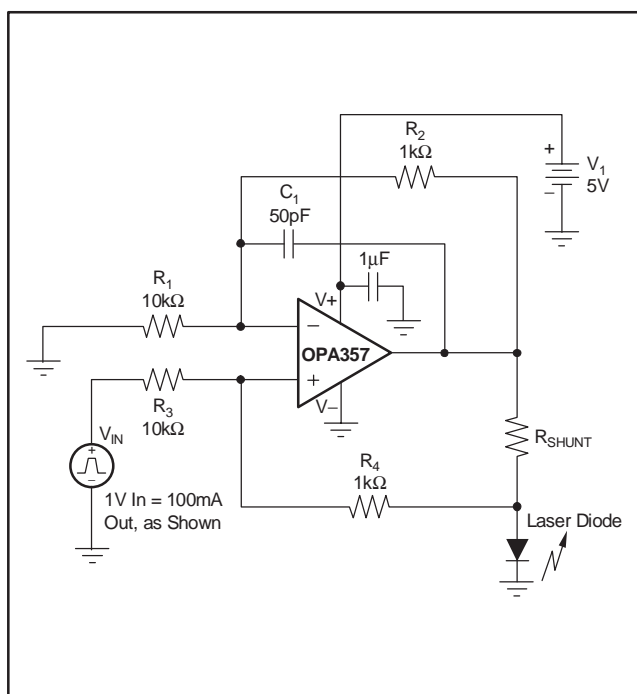 R2
1kΩ
+
V1
−
5V
C1
50pF
1µF
R1
10kΩ
V+
−
OPA357
+
V−
R3
10kΩ
VIN
+
−
RSHUNT
R4
1kΩ
1V In = 100mA
Out, as Shown
Laser Diode